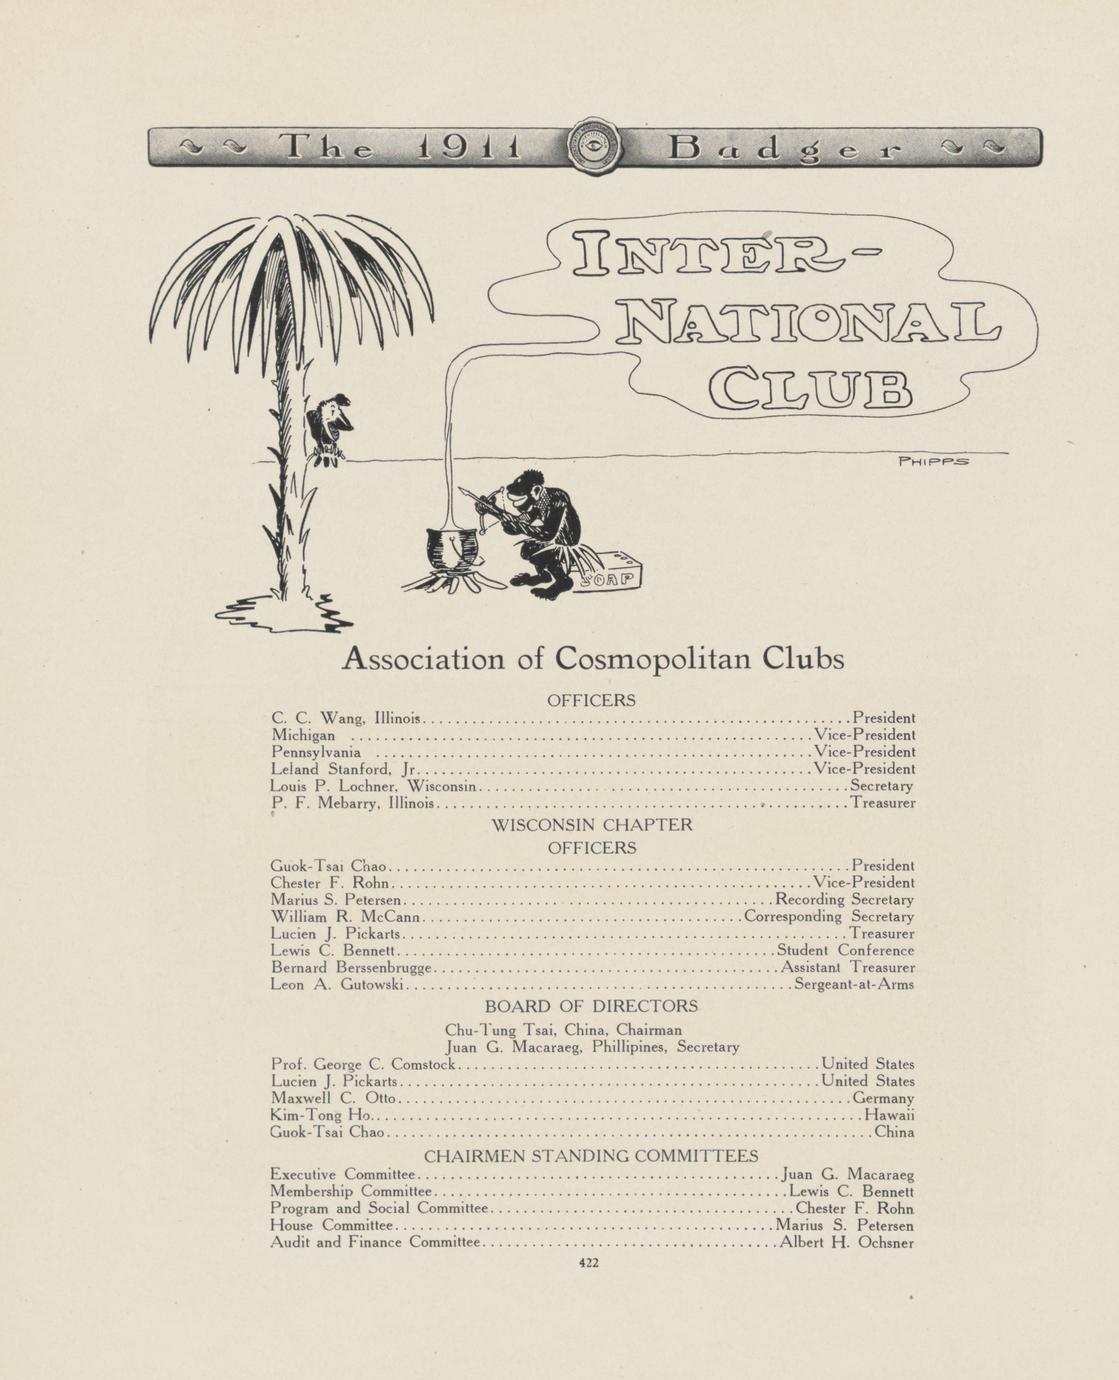 The 1911 Badger
INTER-
NATIONAL
CLUB
PHIPPS
SOAP
Association of Cosmopolitan Clubs
OFFICERS
C. C. Wang, Illinois........President
Michigan ........Vice-President
Pennsylvania ........Vice-President
Leland Stanford, Jr........Vice-President
Louis P. Lochner, Wisconsin........Secretary
P. F. Mebarry, Illinois........Treasurer
WISCONSIN CHAPTER
OFFICERS
Guok-Tsai Chao........President
Chester F. Rohn........Vice-President
Marius S. Petersen........Recording Secretary
William R. McCann........Corresponding Secretary
Lucien J. Pickarts........Treasurer
Lewis C. Bennett........Student Conference
Bernard Berssenbrugge........Assistant Treasurer
Leon A. Gutowski........Sergeant-at-Arms
BOARD OF DIRECTORS
Chu-Tung Tsai, China, Chairman
Juan G. Macaraeg, Phillipines, Secretary
Prof. George C. Comstock........United States
Lucien J. Pickarts........United States
Maxwell C. Otto........Germany
Kim-Tong Ho........Hawaii
Guok-Tsai Chao........China
CHAIRMEN STANDING COMMITTEES
Executive Committee........Juan G. Macaraeg
Membership Committee........Lewis C. Bennett
Program and Social Committee........Chester F. Rohn
House Committee........Marius S. Petersen
Audit and Finance Committee........Albert H. Ochsner
422